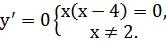 y′ = 0 { x(x − 4) = 0,
x ≠ 2.